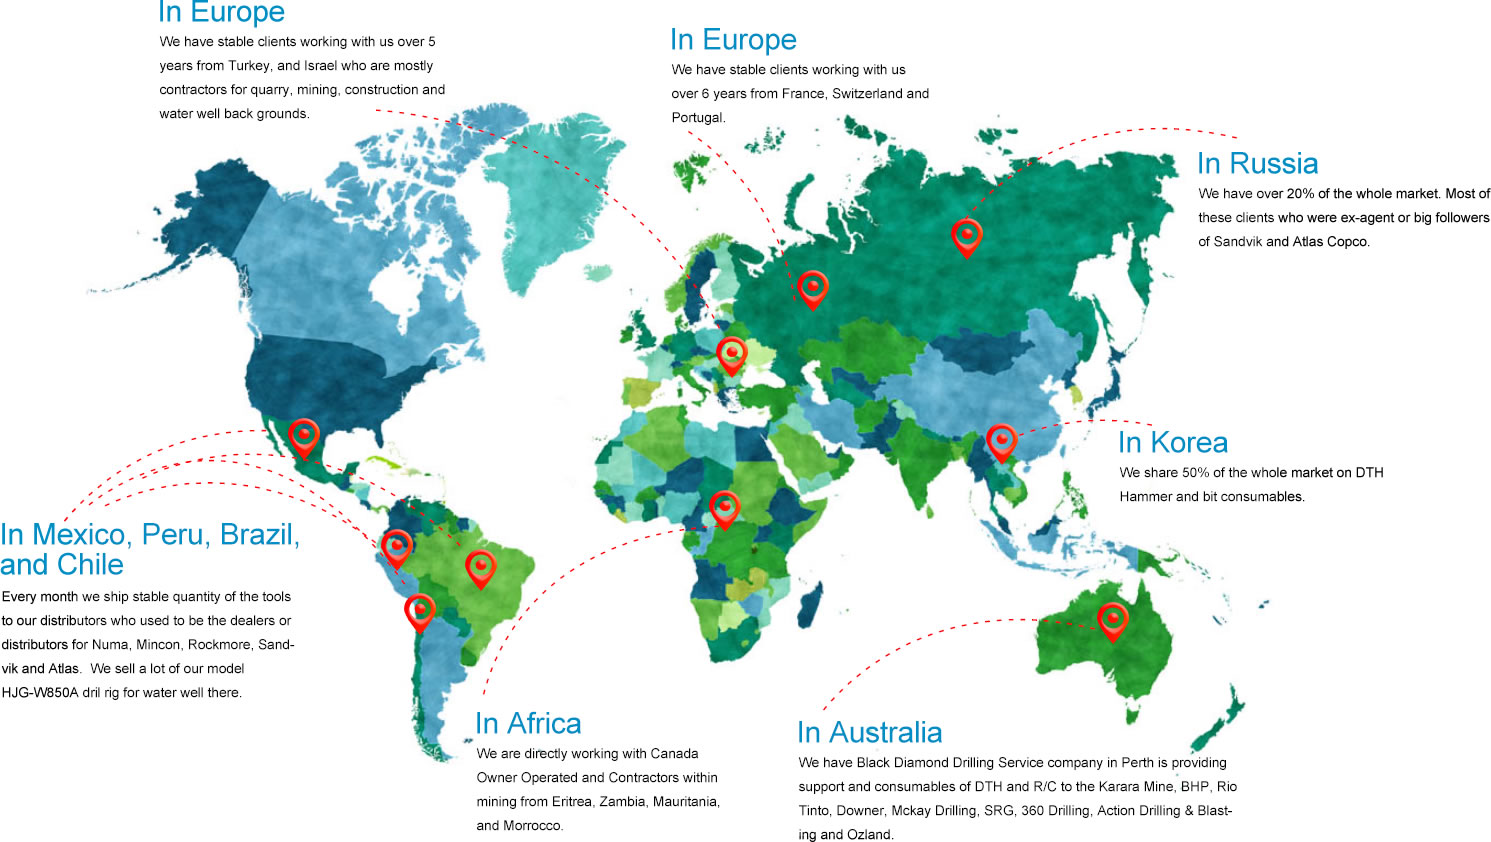 In Europe
We have stable clients working with us over 5
years from Turkey, and Israel who are mostly
contractors for quarry, mining, construction and
water well back grounds.
In Europe
We have stable clients working with us
over 6 years from France, Switzerland and
Portugal.
In Russia
We have over 20% of the whole market. Most of
these clients who were ex-agent or big followers
of Sandvik and Atlas Copco.
In Korea
We share 50% of the whole market on DTH
Hammer and bit consumables.
In Mexico, Peru, Brazil,
and Chile
Every month we ship stable quantity of the tools
to our distributors who used to be the dealers or
distributors for Numa, Mincon, Rockmore, Sand-
vik and Atlas.  We sell a lot of our model
HJG-W850A dril rig for water well there.
In Africa
We are directly working with Canada
Owner Operated and Contractors within
mining from Eritrea, Zambia, Mauritania,
and Morrocco.
In Australia
We have Black Diamond Drilling Service company in Perth is providing
support and consumables of DTH and R/C to the Karara Mine, BHP, Rio
Tinto, Downer, Mckay Drilling, SRG, 360 Drilling, Action Drilling & Blast-
ing and Ozland.